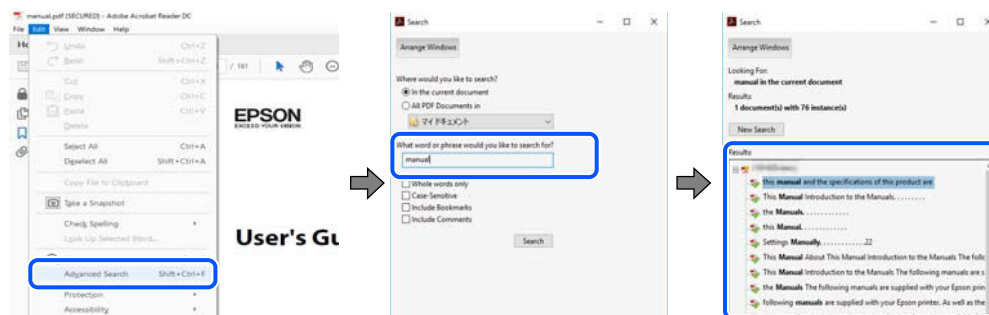 manual.pdf (SECURED) - Adobe Acrobat Reader DC
File Edit View Window Help
Undo Ctrl+Z
Redo Shift+Ctrl+Z
Cut Ctrl+X
Copy Ctrl+C
Paste Ctrl+V
Delete
Select All Ctrl+A
Deselect All Shift+Ctrl+A
Copy File to Clipboard
Take a Snapshot
Check Spelling
Look Up Selected Word...
Advanced Search Shift+Ctrl+F
Protection
Accessibility
/ 181
EPSON
EXCEED YOUR VISION
User's Gu
Search
Arrange Windows
Where would you like to search?
In the current document
All PDF Documents in
マイ ドキュメント
What word or phrase would you like to search for?
manual
Whole words only
Case-Sensitive
Include Bookmarks
Include Comments
Search
Search
Arrange Windows
Looking For:
manual in the current document
Results:
1 document(s) with 76 instance(s)
New Search
Results:
this manual and the specifications of this product are
This Manual Introduction to the Manuals. . . . . . . . .
the Manuals. . . . . . . . . . . . .
this Manual. . . . . . . . . . . . .
Settings Manually. . . . . . . . . . . . .22
This Manual About This Manual Introduction to the Manuals The follo
This Manual Introduction to the Manuals The following manuals are s
the Manuals The following manuals are supplied with your Epson prin
following manuals are supplied with your Epson printer. As well as the